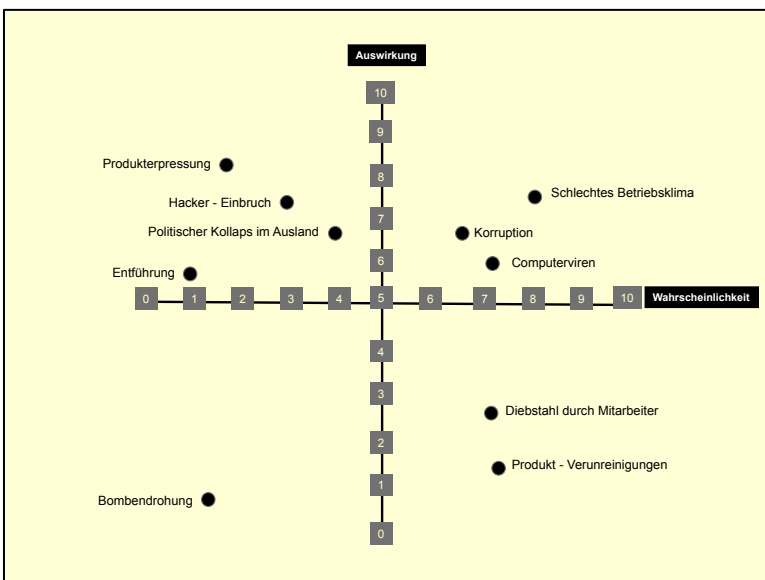 Auswirkung
10
9
Produkterpressung
8
Schlechtes Betriebsklima
Hacker - Einbruch
7
Politischer Kollaps im Ausland
Korruption
6
Computerviren
Entführung
0 1 2 3 4 5 6 7 8 9 10 Wahrscheinlichkeit
4
3
Diebstahl durch Mitarbeiter
2
Produkt - Verunreinigungen
1
Bombendrohung
0